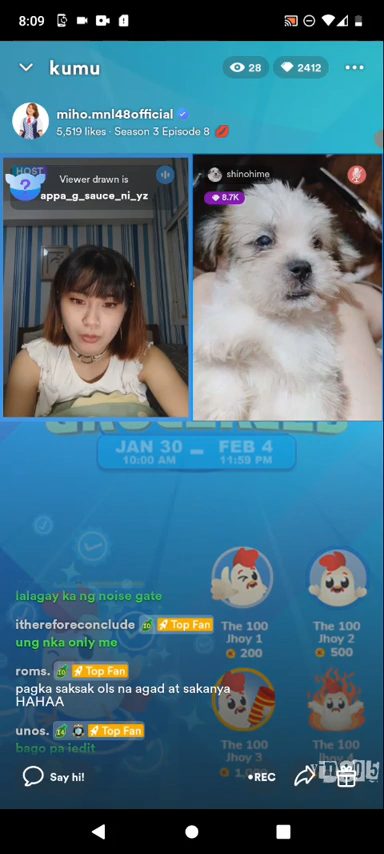 8:09
kumu
28
2412
miho.mnl48official
5,519 likes · Season 3 Episode 8
HOST
Viewer drawn is
appa_g_sauce_ni_yz
shinohime
8.7K
JAN 30 – FEB 4
10:00 AM 11:59 PM
lalagay ka ng noise gate
ithereforeconclude 10 Top Fan
ung nka only me
The 100 The 100
Jhoy 1 Jhoy 2
200 500
roms. 10 Top Fan
pagka saksak ols na agad at sakanya
HAHAA
unos. 14 Top Fan
bago pa iedit
The 100 The 100
Jhoy 3
Say hi!
•REC